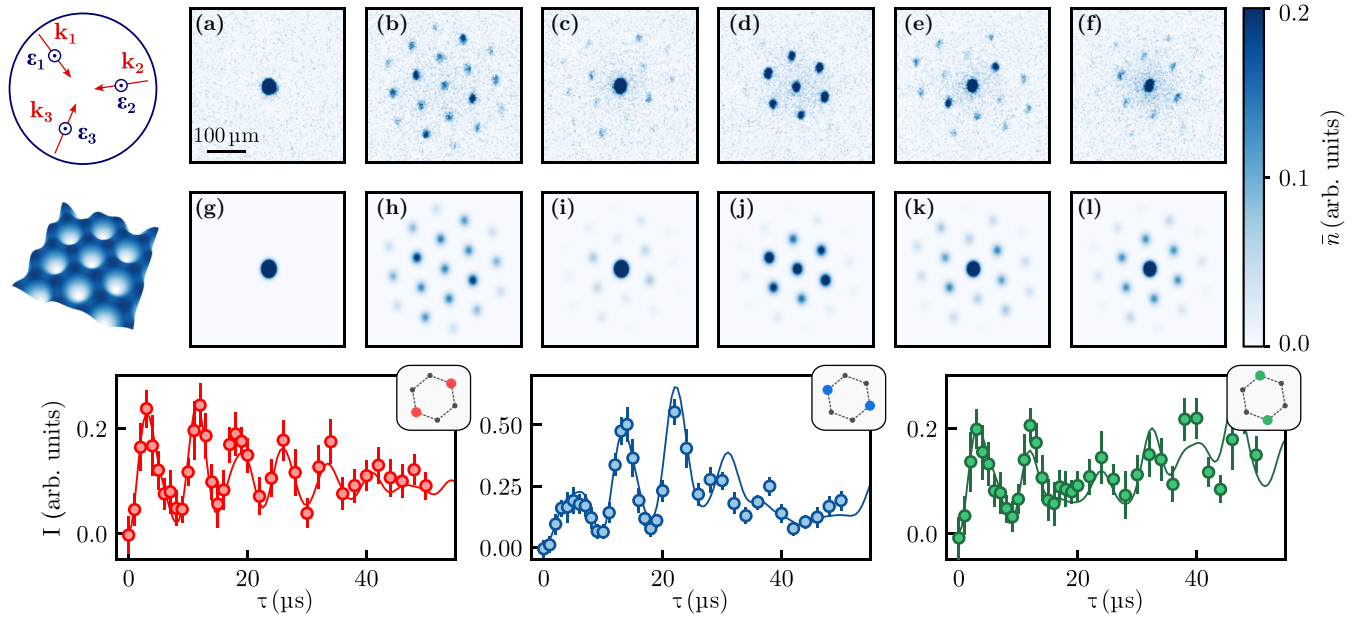 k₁
ε₁
k₂
ε₂
k₃
ε₃
(a)
100 µm
(b)
(c)
(d)
(e)
(f)
(g)
(h)
(i)
(j)
(k)
(l)
0.2
0.1
0.0
n̄ (arb. units)
I (arb. units)
0.2
0.0
0
20
40
τ (µs)
0.50
0.25
0.00
0
20
40
τ (µs)
0.2
0.0
0
20
40
τ (µs)